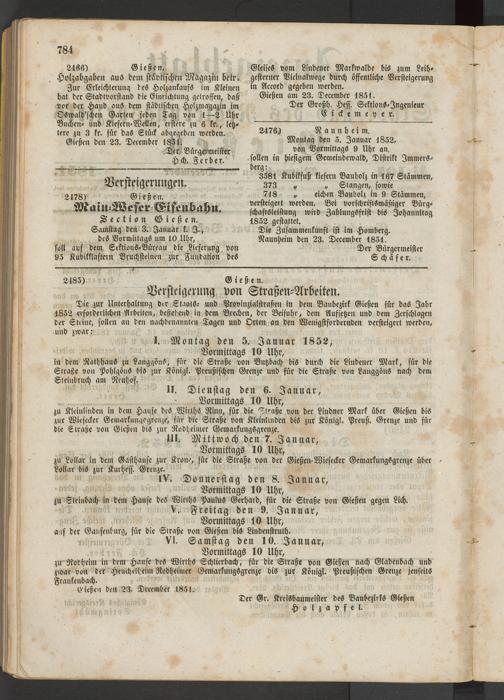 784
2466) Gießen.
Holzabgaben aus dem städtischen Magazin betr.
Zur Erleichterung des Holzankaufs im Kleinen
hat der Stadtvorstand die Einrichtung getroffen, daß
vor der Hand aus dem städtischen Holzmagazin im
Oswald'schen Garten jeden Tag von 1—2 Uhr
Buchen- und Kiefern-Wellen, erstere zu 6 kr., letz-
tere zu 3 kr. für das Stück abgegeben werden.
Gießen den 23. December 1851.
Der Bürgermeister
Hch. Ferber.
Versteigerungen.
2478) Gießen.
Main-Weser-Eisenbahn.
Section Gießen.
Samstag den 3. Januar l. J.,
des Vormittags um 10 Uhr,
soll auf dem Sektions-Büreau die Lieferung von
95 Kubikklaftern Bruchsteinen zur Fundation des
Geleises vom Lindener Markwalde bis zum Leih-
gesterner Vicinalwege durch öffentliche Versteigerung
in Record gegeben werden.
Gießen am 23. December 1851.
Der Großh. Hess. Sektions-Ingenieur
Eickemeyer.
2476) Nauheim.
Montag den 5. Januar 1852.
von Vormittags 9 Uhr an,
sollen in hiesigem Gemeindewald, Distrikt Immers-
berg:
3581 Kubikfuß kiefern Bauholz in 167 Stämmen,
373 „ „ Stangen, sowie
748 „ eichen Bauholz in 9 Stämmen,
versteigert werden. Bei vorschriftsmäßiger Bürg-
schaftsleistung wird Zahlungsfrist bis Johannitag
1852 gestattet.
Die Zusammenkunft ist im Homberg.
Nauheim den 23. December 1851.
Der Bürgermeister
Schäfer.
2485) Gießen.
Versteigerung von Straßen-Arbeiten.
Die zur Unterhaltung der Staats- und Provinzialstraßen in dem Baubezirk Gießen für das Jahr
1852 erforderlichen Arbeiten, bestehend in dem Brechen, der Beifuhr, dem Aufsetzen und dem Zerschlagen
der Steine, sollen an den nachbenannten Tagen und Orten an den Wenigstfordernden versteigert werden,
und zwar:
I. Montag den 5. Januar 1852,
Vormittags 10 Uhr,
in dem Rathhaus zu Langgöns, für die Straße von Butzbach bis durch die Lindener Mark, für die
Straße von Pohlgöns bis zur Königl. Preußischen Grenze und für die Straße von Langgöns nach dem
Steinbruch am Neuhof.
II. Dienstag den 6. Januar,
Vormittags 10 Uhr,
zu Kleinlinden in dem Hause des Wirths Rinn, für die Straße von der Lindner Mark über Gießen bis
zur Wiesecker Gemarkungsgrenze, für die Straße von Kleinlinden bis zur Königl. Preuß. Grenze und für
die Straße von Gießen bis zur Rodheimer Gemarkungsgrenze.
III. Mittwoch den 7. Januar,
Vormittags 10 Uhr,
zu Lollar in dem Gasthause zur Krone, für die Straße von der Gießen-Wiesecker Gemarkungsgrenze über
Lollar bis zur Kurhess. Grenze.
IV. Donnerstag den 8. Januar,
Vormittags 10 Uhr,
zu Steinbach in dem Hause des Wirths Paulus Gerhard, für die Straße von Gießen gegen Lich.
V. Freitag den 9. Januar,
Vormittags 10 Uhr,
auf der Ganseburg, für die Straße von Gießen bis Lindenstruth.
VI. Samstag den 10. Januar,
Vormittags 10 Uhr,
zu Rodheim in dem Hause des Wirths Schlierbach, für die Straße von Gießen nach Gladenbach und
zwar von der Heuchelheim Rodheimer Gemarkungsgrenze bis zur Königl. Preußischen Grenze jenseits
Frankenbach.
Gießen den 23. December 1851.
Der Gr. Kreisbaumeister des Baubezirks Gießen
Holzapfel.